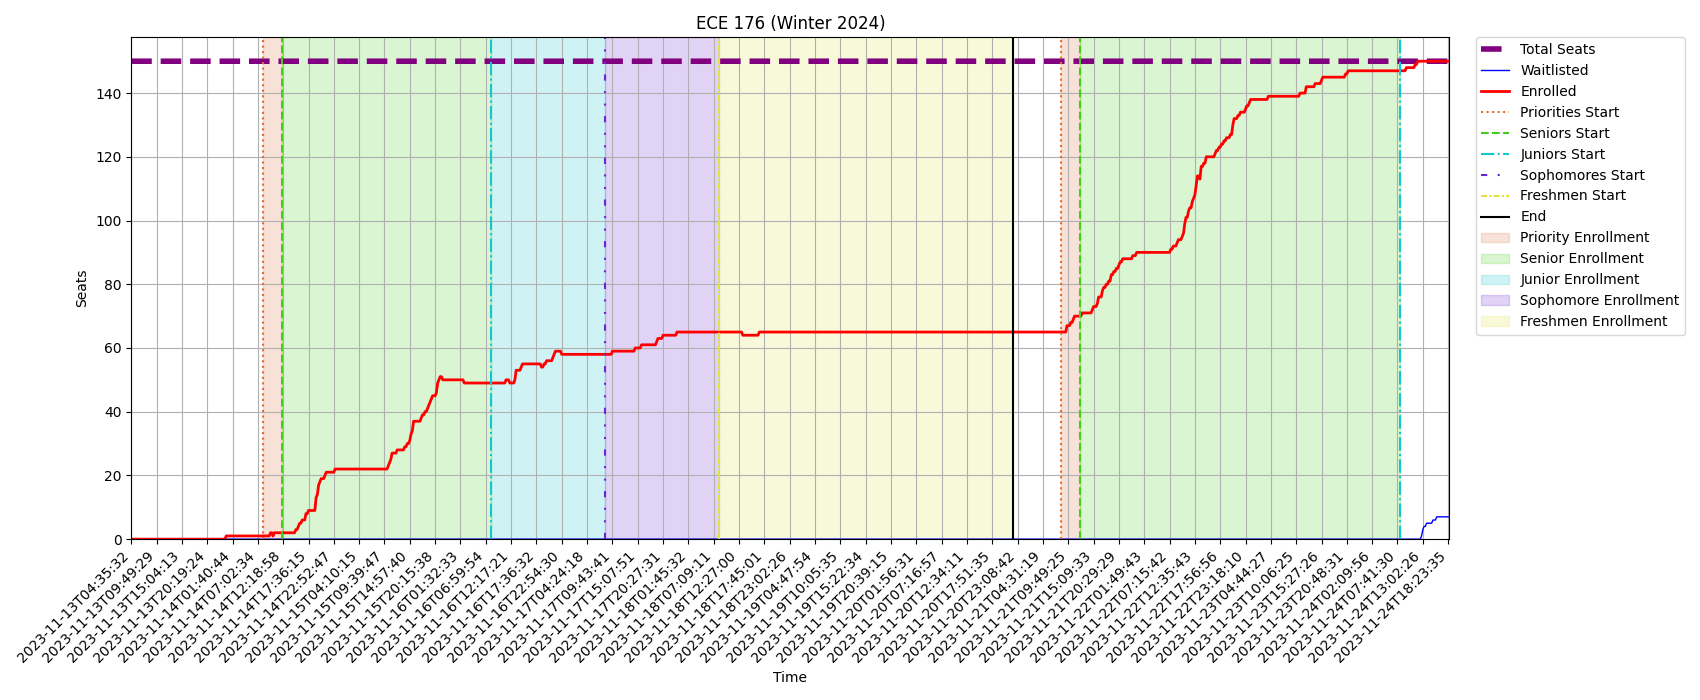 ECE 176 (Winter 2024)
Seats
140
120
100
80
60
40
20
0
2023-11-13T04:35:32
2023-11-13T09:49:29
2023-11-13T15:04:13
2023-11-13T20:19:24
2023-11-14T01:40:44
2023-11-14T07:02:34
2023-11-14T12:18:58
2023-11-14T17:36:15
2023-11-14T22:52:47
2023-11-15T04:10:15
2023-11-15T09:39:47
2023-11-15T14:57:40
2023-11-15T20:15:38
2023-11-16T01:32:33
2023-11-16T06:59:54
2023-11-16T12:17:21
2023-11-16T17:36:32
2023-11-16T22:54:30
2023-11-17T04:24:18
2023-11-17T09:43:41
2023-11-17T15:07:51
2023-11-17T20:27:31
2023-11-18T01:45:32
2023-11-18T07:09:11
2023-11-18T12:27:00
2023-11-18T17:45:01
2023-11-18T23:02:26
2023-11-19T04:47:54
2023-11-19T10:05:35
2023-11-19T15:22:34
2023-11-19T20:39:15
2023-11-20T01:56:31
2023-11-20T07:16:57
2023-11-20T12:34:11
2023-11-20T17:51:35
2023-11-20T23:08:42
2023-11-21T04:31:19
2023-11-21T09:49:25
2023-11-21T15:09:33
2023-11-21T20:29:29
2023-11-22T01:49:43
2023-11-22T07:15:42
2023-11-22T12:35:43
2023-11-22T17:56:56
2023-11-22T23:18:10
2023-11-23T04:44:27
2023-11-23T10:06:25
2023-11-23T15:27:26
2023-11-23T20:48:31
2023-11-24T02:09:56
2023-11-24T07:41:30
2023-11-24T13:02:26
2023-11-24T18:23:35
Time
Total Seats
Waitlisted
Enrolled
Priorities Start
Seniors Start
Juniors Start
Sophomores Start
Freshmen Start
End
Priority Enrollment
Senior Enrollment
Junior Enrollment
Sophomore Enrollment
Freshmen Enrollment